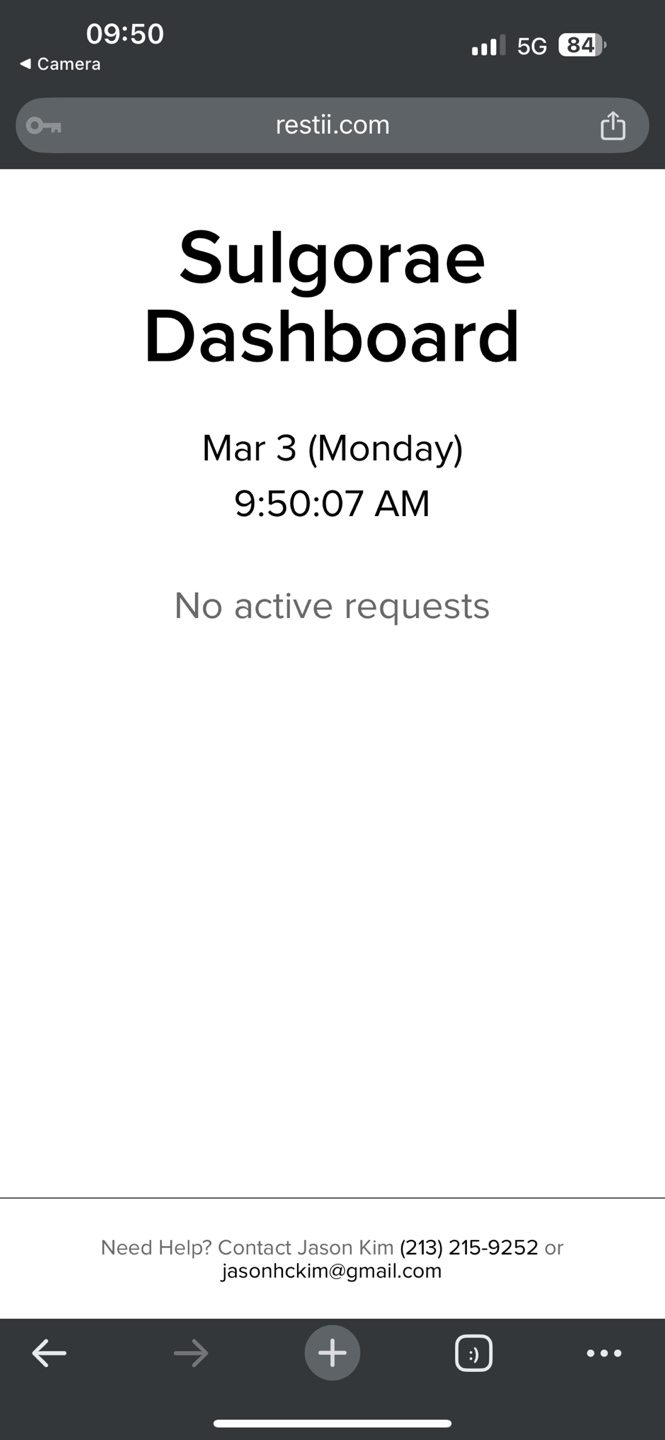 09:50
5G 84
◀ Camera
restii.com
Sulgorae
Dashboard
Mar 3 (Monday)
9:50:07 AM
No active requests
Need Help? Contact Jason Kim (213) 215-9252 or
jasonhckim@gmail.com
:)